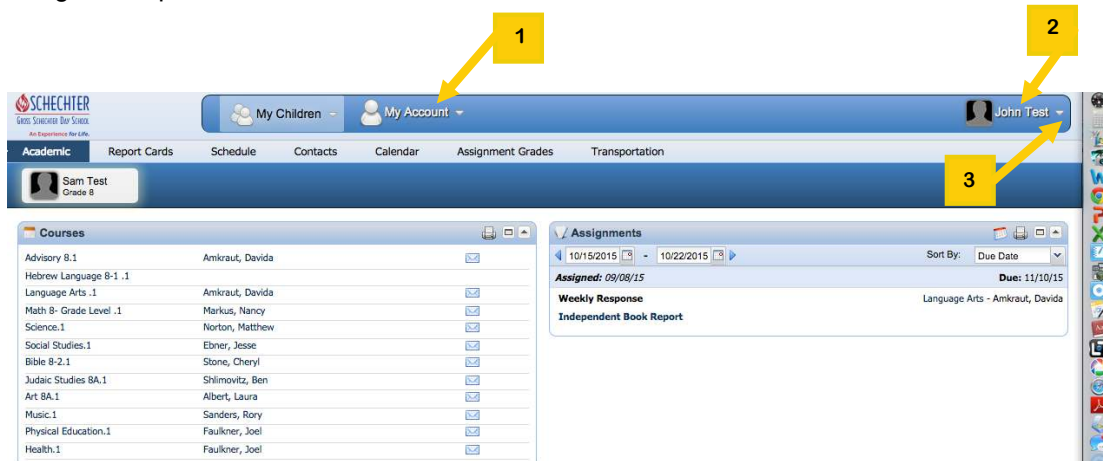 1
2
SCHECHTER
GROSS SCHECHTER DAY SCHOOL
An Experience for Life.
My Children
My Account
John Test
Academic Report Cards Schedule Contacts Calendar Assignment Grades Transportation
3
Sam Test
Grade 8
Courses
Advisory 8.1 Amkraut, Davida
Hebrew Language 8-1 .1
Language Arts .1 Amkraut, Davida
Math 8- Grade Level .1 Markus, Nancy
Science.1 Norton, Matthew
Social Studies.1 Ebner, Jesse
Bible 8-2.1 Stone, Cheryl
Judaic Studies 8A.1 Shlimovitz, Ben
Art 8A.1 Albert, Laura
Music.1 Sanders, Rory
Physical Education.1 Faulkner, Joel
Health.1 Faulkner, Joel
Assignments
10/15/2015 - 10/22/2015 Sort By: Due Date
Assigned: 09/08/15 Due: 11/10/15
Weekly Response Language Arts - Amkraut, Davida
Independent Book Report